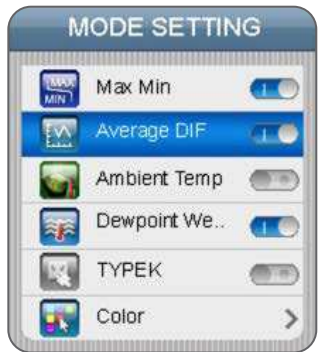 MODE SETTING
MAX
MIN
Max Min
Average DIF
Ambient Temp
Dewpoint We..
TYPEK
Color